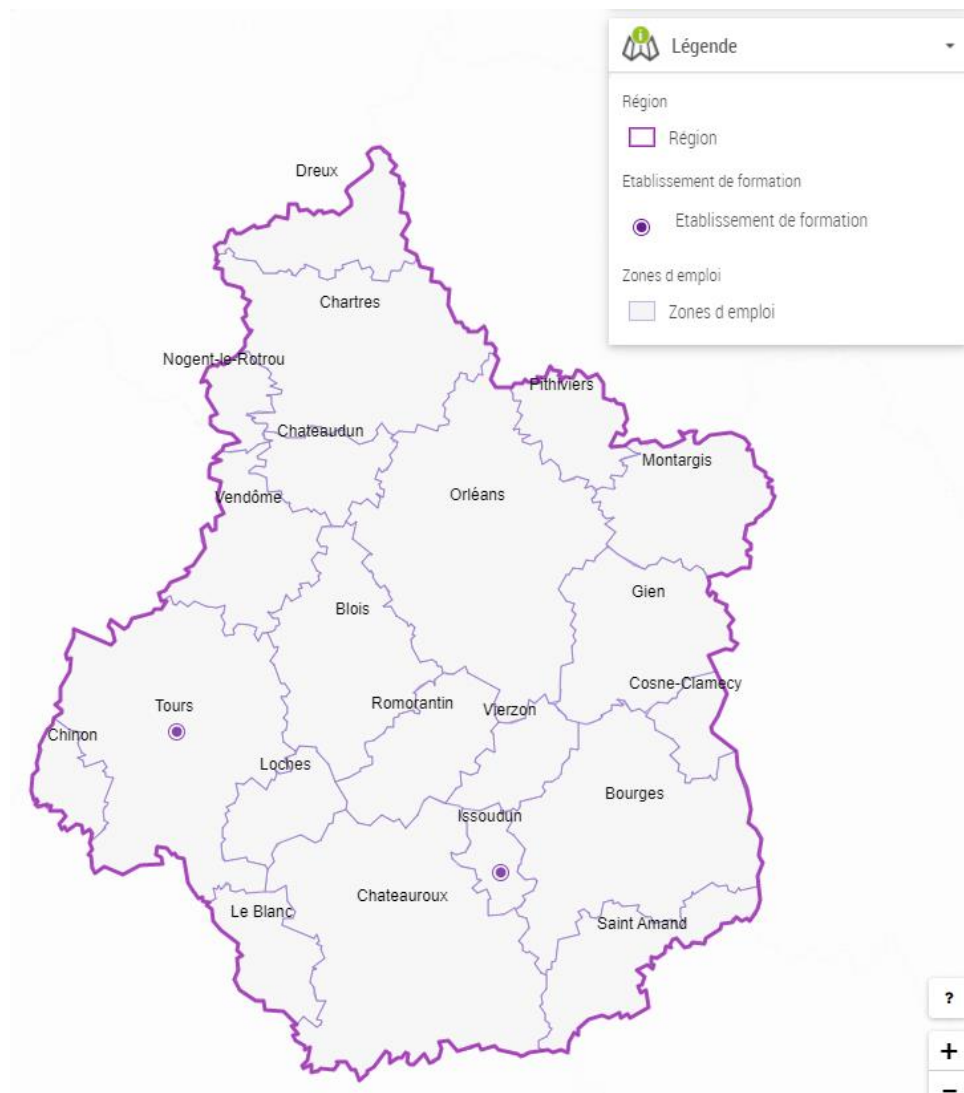 Légende
Région
Région
Etablissement de formation
Etablissement de formation
Zones d emploi
Zones d emploi
Dreux
Chartres
Nogent-le-Rotrou
Pithiviers
Chateaudun
Montargis
Vendôme
Orléans
Gien
Blois
Cosne-Clamecy
Romorantin
Vierzon
Tours
Chinon
Loches
Bourges
Issoudun
Chateauroux
Le Blanc
Saint Amand
?
+
-